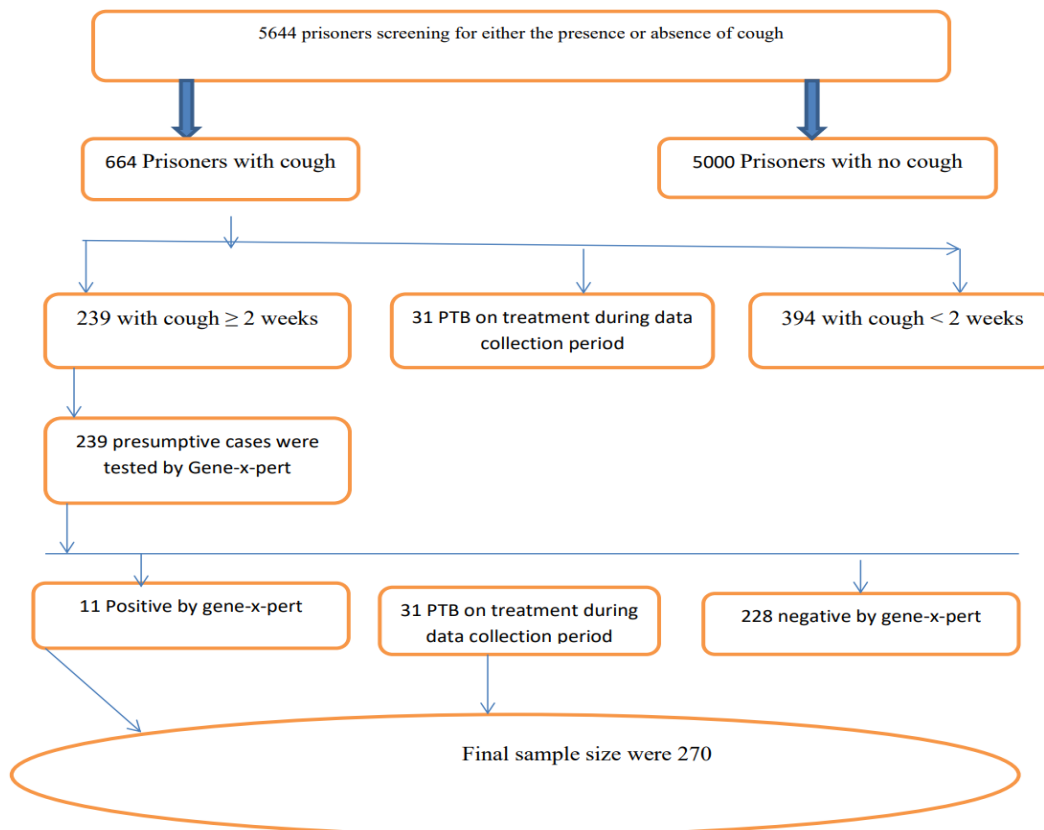 5644 prisoners screening for either the presence or absence of cough
664 Prisoners with cough
5000 Prisoners with no cough
239 with cough ≥ 2 weeks
31 PTB on treatment during data
collection period
394 with cough < 2 weeks
239 presumptive cases were
tested by Gene-x-pert
11 Positive by gene-x-pert
31 PTB on treatment during
data collection period
228 negative by gene-x-pert
Final sample size were 270